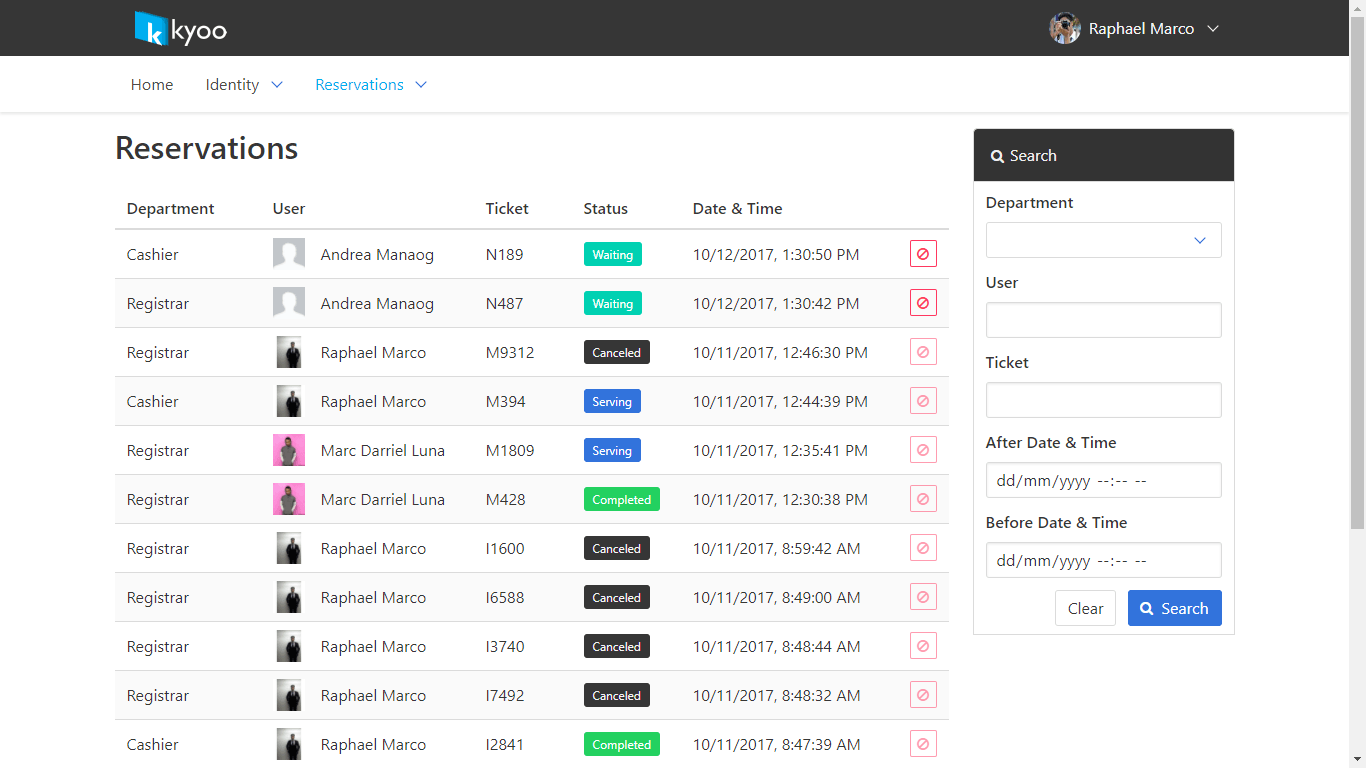 kyoo
Raphael Marco
Home Identity Reservations
Reservations
Department User Ticket Status Date & Time
Cashier Andrea Manaog N189 Waiting 10/12/2017, 1:30:50 PM
Registrar Andrea Manaog N487 Waiting 10/12/2017, 1:30:42 PM
Registrar Raphael Marco M9312 Canceled 10/11/2017, 12:46:30 PM
Cashier Raphael Marco M394 Serving 10/11/2017, 12:44:39 PM
Registrar Marc Darriel Luna M1809 Serving 10/11/2017, 12:35:41 PM
Registrar Marc Darriel Luna M428 Completed 10/11/2017, 12:30:38 PM
Registrar Raphael Marco I1600 Canceled 10/11/2017, 8:59:42 AM
Registrar Raphael Marco I6588 Canceled 10/11/2017, 8:49:00 AM
Registrar Raphael Marco I3740 Canceled 10/11/2017, 8:48:44 AM
Registrar Raphael Marco I7492 Canceled 10/11/2017, 8:48:32 AM
Cashier Raphael Marco I2841 Completed 10/11/2017, 8:47:39 AM
Search
Department
User
Ticket
After Date & Time
dd/mm/yyyy --:-- --
Before Date & Time
dd/mm/yyyy --:-- --
Clear Search